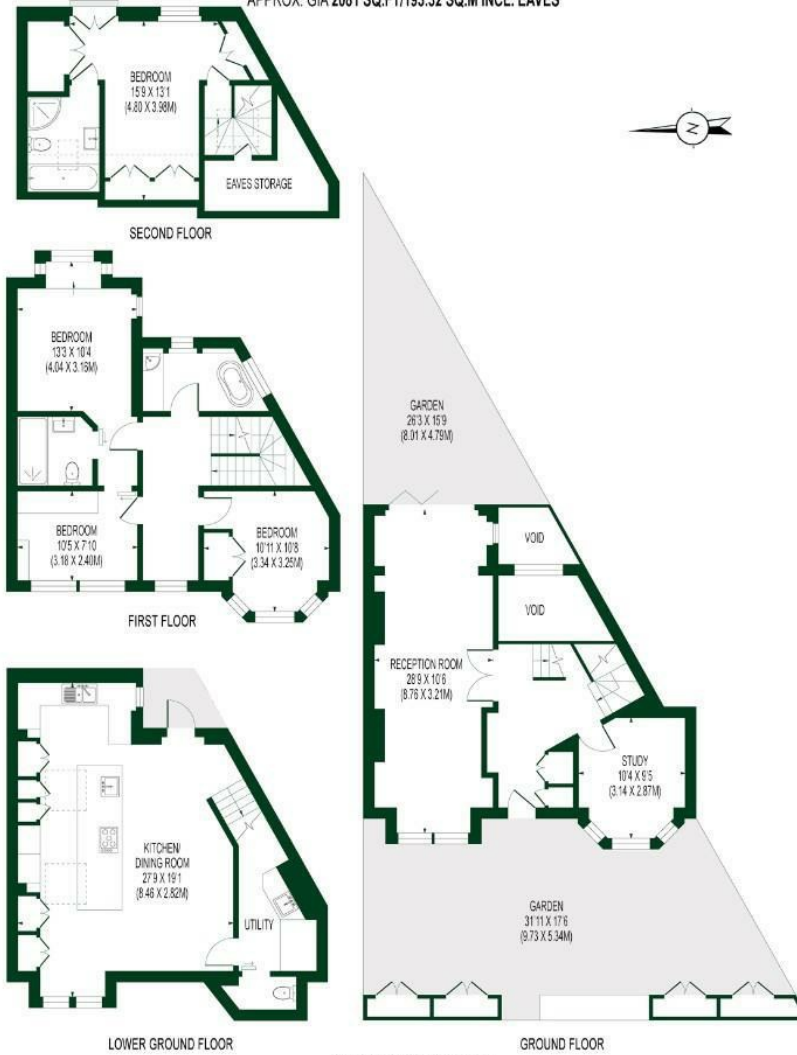 APPROX. GIA 2081 SQ.FT/193.32 SQ.M INCL. EAVES
BEDROOM
15'9 X 13'1
(4.80 X 3.98M)
EAVES STORAGE
SECOND FLOOR
N
BEDROOM
13'3 X 10'4
(4.04 X 3.16M)
BEDROOM
10'5 X 7'10
(3.18 X 2.40M)
BEDROOM
10'11 X 10'8
(3.34 X 3.25M)
FIRST FLOOR
KITCHEN/
DINING ROOM
27'9 X 19'1
(8.46 X 2.82M)
UTILITY
LOWER GROUND FLOOR
GARDEN
26'3 X 15'9
(8.01 X 4.79M)
VOID
VOID
RECEPTION ROOM
28'9 X 10'6
(8.76 X 3.21M)
STUDY
10'4 X 9'5
(3.14 X 2.87M)
GARDEN
31'11 X 17'6
(9.73 X 5.34M)
GROUND FLOOR